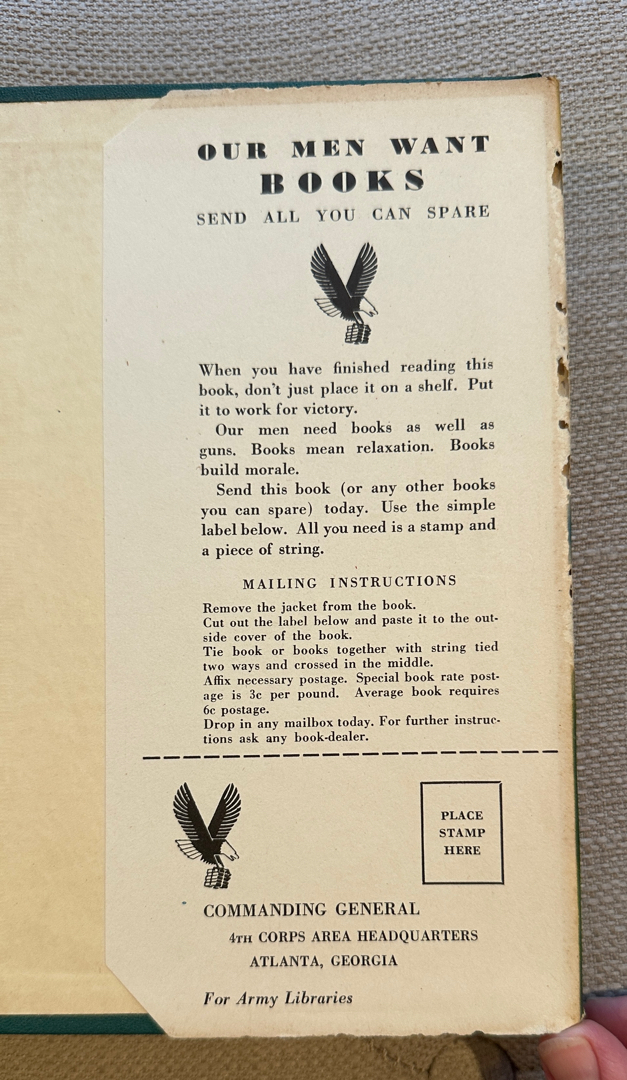 OUR MEN WANT
BOOKS
SEND ALL YOU CAN SPARE
When you have finished reading this
book, don't just place it on a shelf. Put
it to work for victory.
Our men need books as well as
guns. Books mean relaxation. Books
build morale.
Send this book (or any other books
you can spare) today. Use the simple
label below. All you need is a stamp and
a piece of string.
MAILING INSTRUCTIONS
Remove the jacket from the book.
Cut out the label below and paste it to the out-
side cover of the book.
Tie book or books together with string tied
two ways and crossed in the middle.
Affix necessary postage. Special book rate post-
age is 3c per pound. Average book requires
6c postage.
Drop in any mailbox today. For further instruc-
tions ask any book-dealer.
PLACE
STAMP
HERE
COMMANDING GENERAL
4TH CORPS AREA HEADQUARTERS
ATLANTA, GEORGIA
For Army Libraries